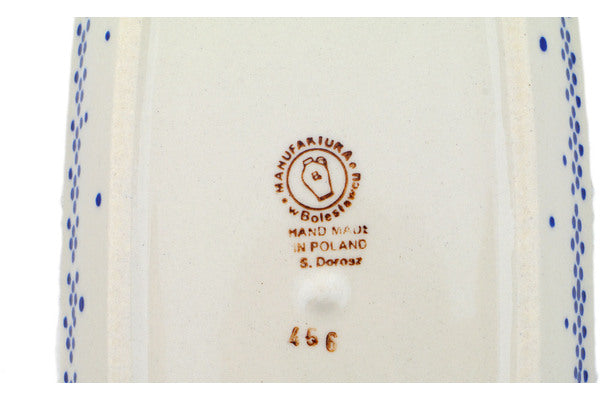 MANUFAKTURA
w Bolesławcu
B
HAND MADE
IN POLAND
S. Dorosz
456